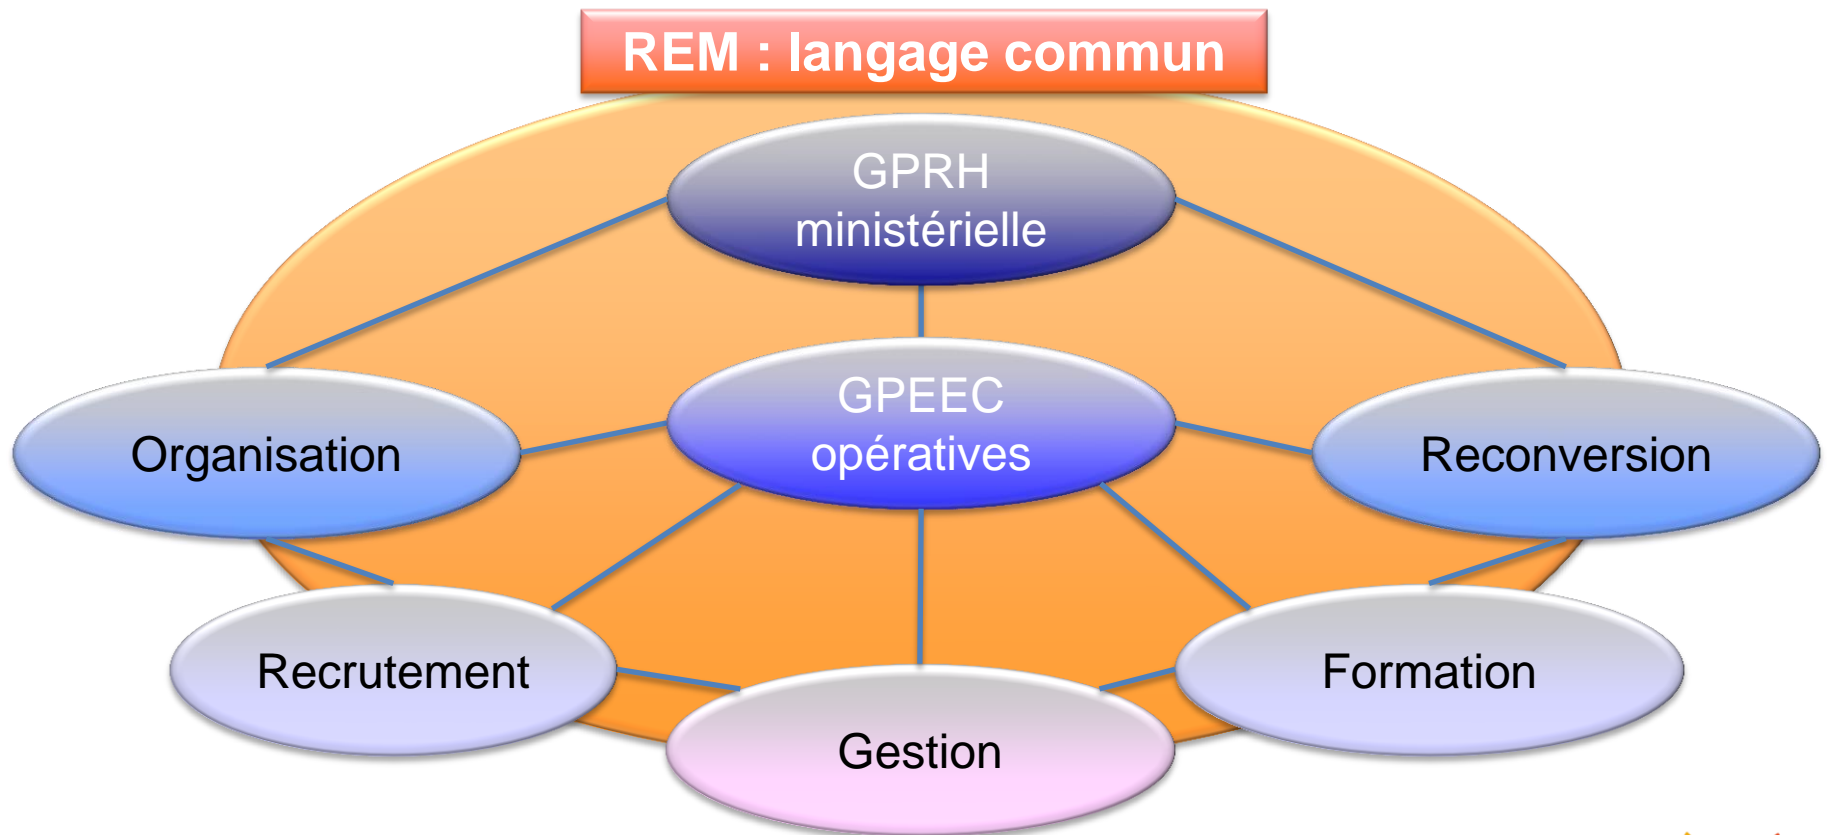 REM : langage commun
GPRH
ministérielle
GPEEC
opératives
Organisation
Reconversion
Recrutement
Formation
Gestion